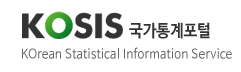 KOSIS 국가통계포털
KOrean Statistical Information Service